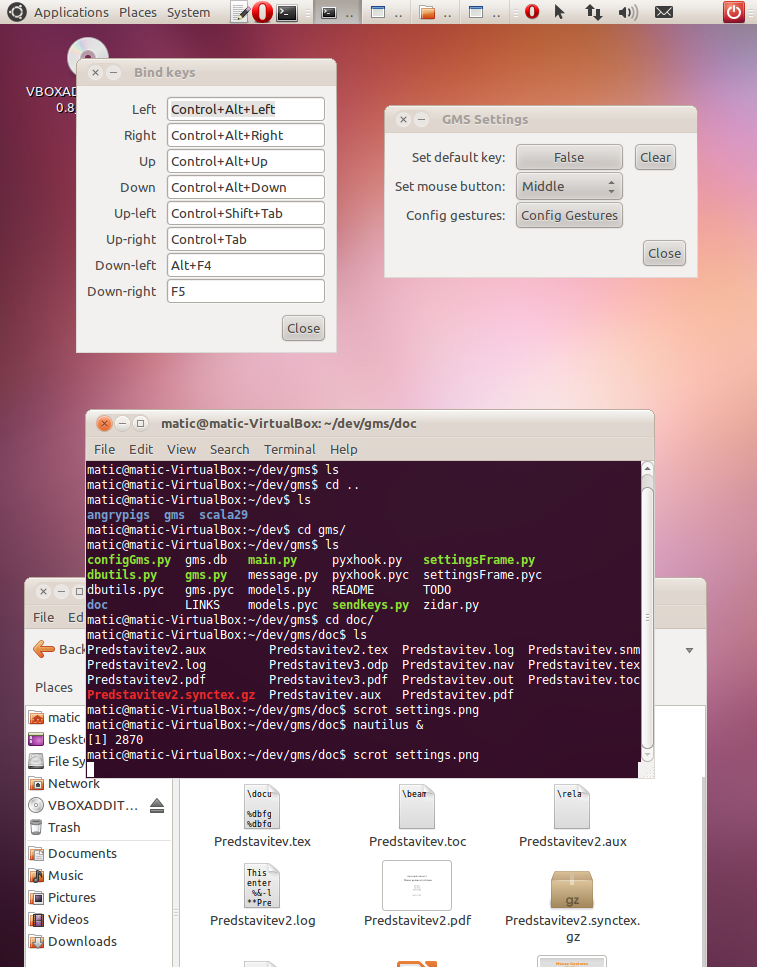 Applications Places System
..
..
..
..
VBOXADD
0.8_
Bind keys
Left Control+Alt+Left
Right Control+Alt+Right
Up Control+Alt+Up
Down Control+Alt+Down
Up-left Control+Shift+Tab
Up-right Control+Tab
Down-left Alt+F4
Down-right F5
Close
GMS Settings
Set default key: False Clear
Set mouse button: Middle
Config gestures: Config Gestures
Close
matic@matic-VirtualBox: ~/dev/gms/doc
File Edit View Search Terminal Help
matic@matic-VirtualBox:~/dev/gms$ ls
matic@matic-VirtualBox:~/dev/gms$ cd ..
matic@matic-VirtualBox:~/dev$ ls
angrypigs gms scala29
matic@matic-VirtualBox:~/dev$ cd gms/
matic@matic-VirtualBox:~/dev/gms$ ls
configGms.py gms.db main.py pyxhook.py settingsFrame.py
dbutils.py gms.py message.py pyxhook.pyc settingsFrame.pyc
dbutils.pyc gms.pyc models.py README TODO
doc LINKS models.pyc sendkeys.py zidar.py
matic@matic-VirtualBox:~/dev/gms$ cd doc/
matic@matic-VirtualBox:~/dev/gms/doc$ ls
Predstavitev2.aux Predstavitev2.tex Predstavitev.log Predstavitev.snm
Predstavitev2.log Predstavitev3.odp Predstavitev.nav Predstavitev.tex
Predstavitev2.pdf Predstavitev3.pdf Predstavitev.out Predstavitev.toc
Predstavitev2.synctex.gz Predstavitev.aux Predstavitev.pdf
matic@matic-VirtualBox:~/dev/gms/doc$ scrot settings.png
matic@matic-VirtualBox:~/dev/gms/doc$ nautilus &
[1] 2870
matic@matic-VirtualBox:~/dev/gms/doc$ scrot settings.png
File Ed
Back
Places
matic
Deskt
File Sy
Network
VBOXADDIT...
Trash
Documents
Music
Pictures
Videos
Downloads
\docu
%dbfg
%dbfg
Predstavitev.tex
\beam
Predstavitev.toc
\rela
Predstavitev2.aux
This
enter
%&-l
**Pre
Predstavitev2.log
Predstavitev2.pdf
gz
Predstavitev2.synctex.
gz